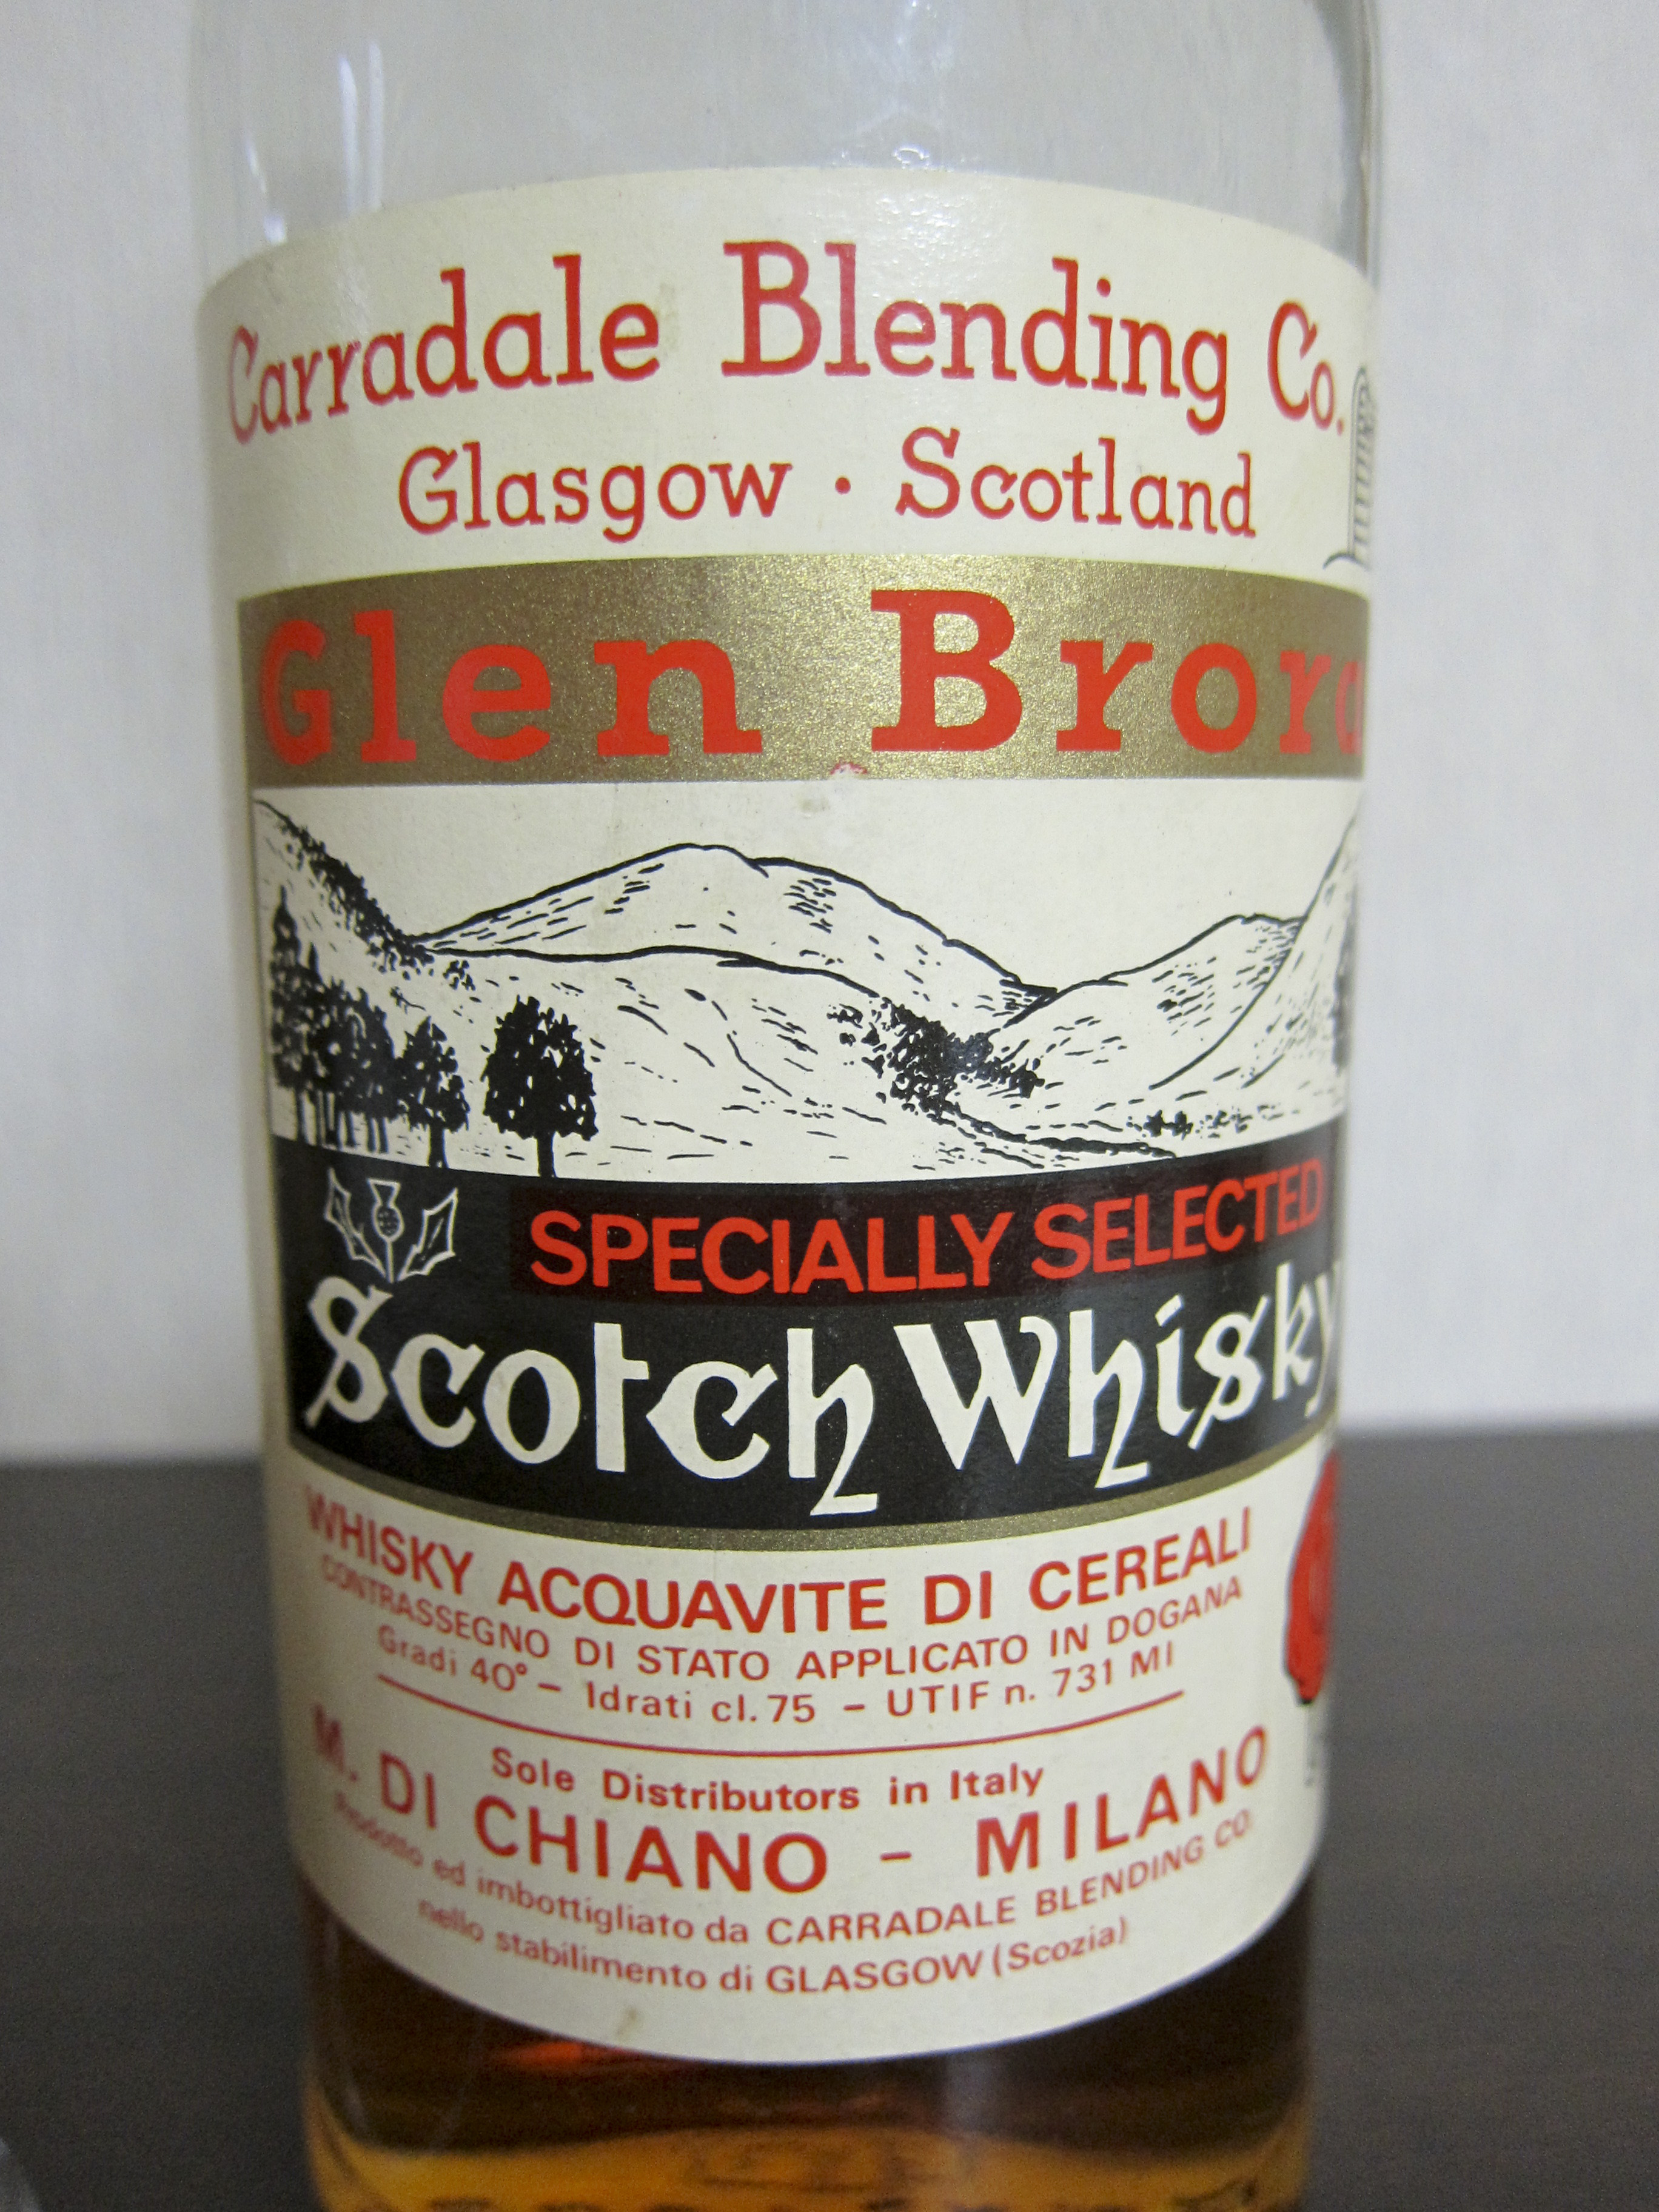 Carradale Blending Co.
Glasgow · Scotland
Glen Brora
SPECIALLY SELECTED
Scotch Whisky
WHISKY ACQUAVITE DI CEREALI
CONTRASSEGNO DI STATO APPLICATO IN DOGANA
Gradi 40° – Idrati cl. 75 – UTIF n. 731 MI
Sole Distributors in Italy
M. DI CHIANO – MILANO
Prodotto ed imbottigliato da CARRADALE BLENDING CO.
nello stabilimento di GLASGOW (Scozia)